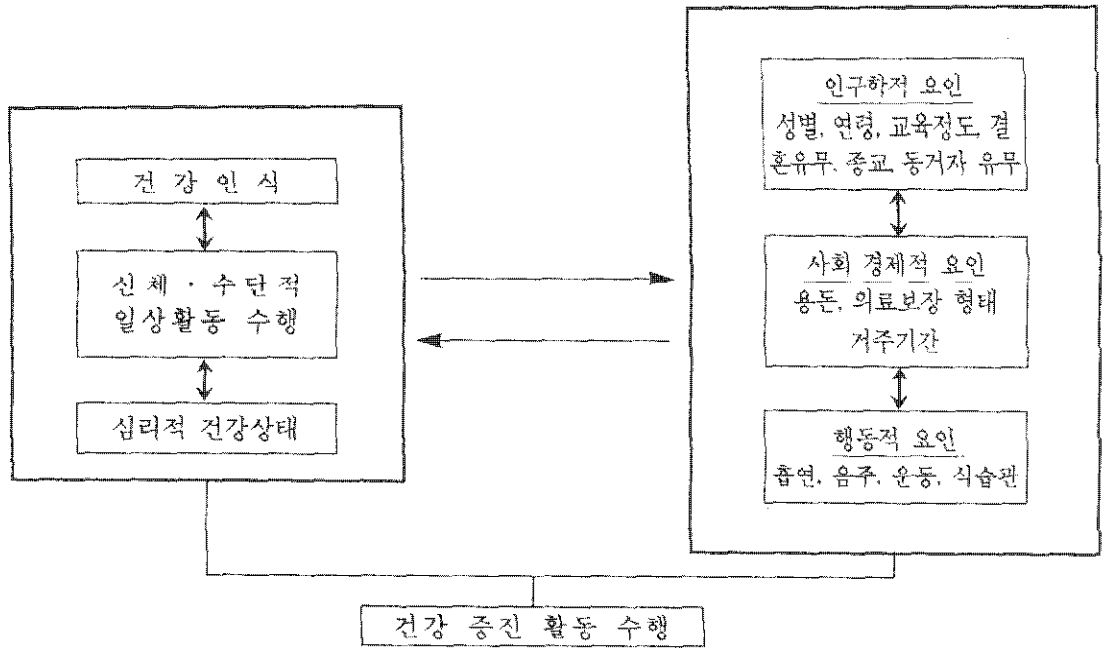 건 강 인 식
신 체 · 수 단 적
일 상 활 동 수 행
심리적 건강상태
인구학적 요인
성별, 연령, 교육정도, 결
혼유무, 종교, 동거자 유무
사회 경제적 요인
용돈, 의료보장 형태
거주기간
행동적 요인
흡연, 음주, 운동, 식습관
건 강 증 진 활 동 수 행